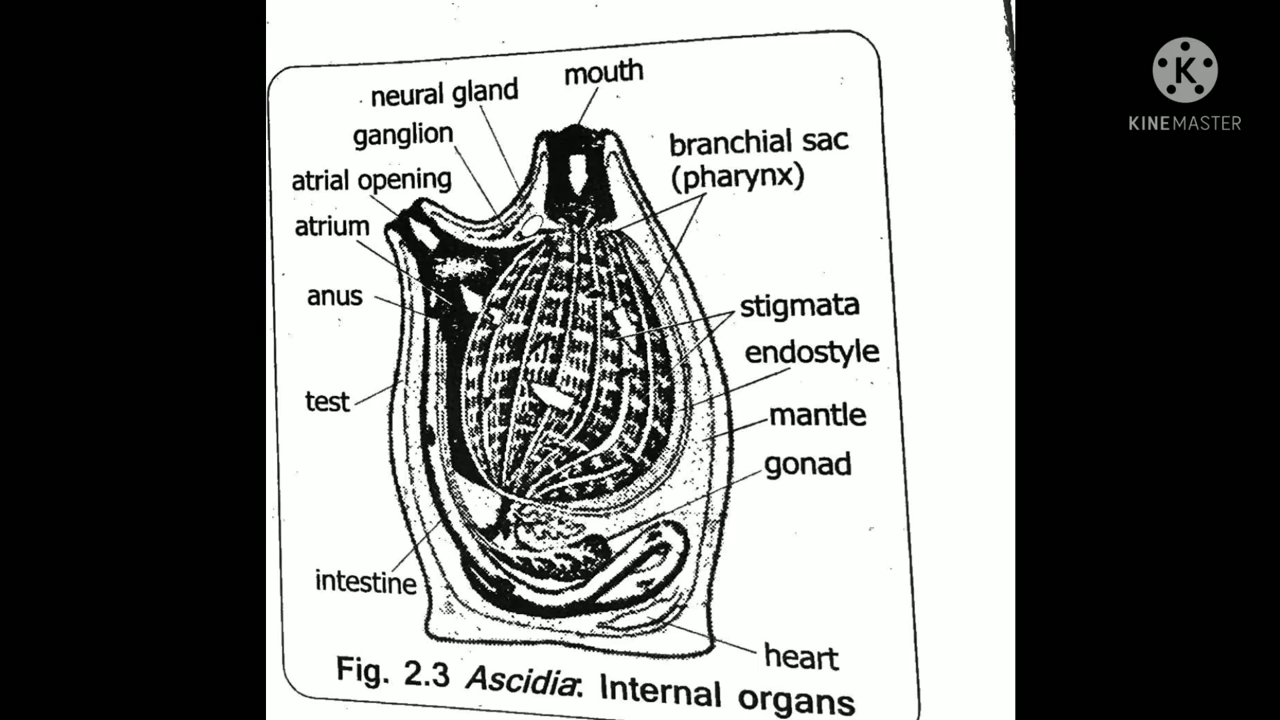 mouth
neural gland
ganglion
atrial opening
atrium
anus
test
intestine
branchial sac
(pharynx)
stigmata
endostyle
mantle
gonad
heart
Fig. 2.3 Ascidia: Internal organs
K
KINEMASTER